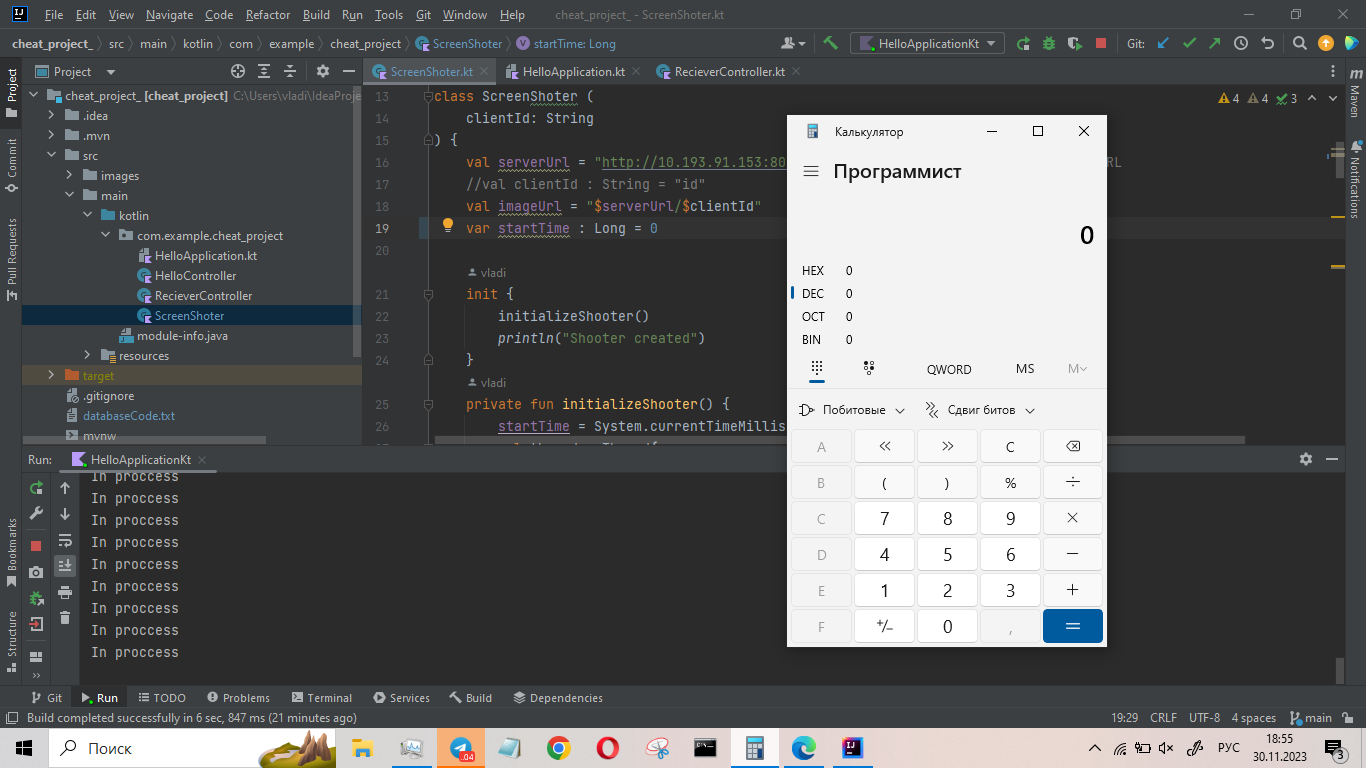 File Edit View Navigate Code Refactor Build Run Tools Git Window Help cheat_project_ - ScreenShoter.kt
cheat_project_ src main kotlin com example cheat_project ScreenShoter startTime: Long HelloApplicationKt Git:
Project
ScreenShoter.kt HelloApplication.kt RecieverController.kt
cheat_project_ [cheat_project] C:\Users\vladi\IdeaProje
.idea
.mvn
src
images
main
kotlin
com.example.cheat_project
HelloApplication.kt
HelloController
RecieverController
ScreenShoter
module-info.java
resources
target
.gitignore
databaseCode.txt
mvnw
Project
Commit
Pull Requests
Bookmarks
Structure
13 class ScreenShoter (
14 clientId: String
15 ) {
16 val serverUrl = "http://10.193.91.153:80 RL
17 //val clientId : String = "id"
18 val imageUrl = "$serverUrl/$clientId"
19 var startTime : Long = 0
20
vladi
21 init {
22 initializeShooter()
23 println("Shooter created")
24 }
vladi
25 private fun initializeShooter() {
26 startTime = System.currentTimeMillis
4 4 3
m
Maven
Notifications
Калькулятор
Программист
0
HEX 0
DEC 0
OCT 0
BIN 0
QWORD MS M
Побитовые Сдвиг битов
A « » C
B ( ) % ÷
C 7 8 9 ×
D 4 5 6 −
E 1 2 3 +
F +/− 0 , =
Run: HelloApplicationKt
In proccess
In proccess
In proccess
In proccess
In proccess
In proccess
In proccess
In proccess
In proccess
Git Run TODO Problems Terminal Services Build Dependencies
Build completed successfully in 6 sec, 847 ms (21 minutes ago) 19:29 CRLF UTF-8 4 spaces main
Поиск .04 РУС 18:55
30.11.2023 3